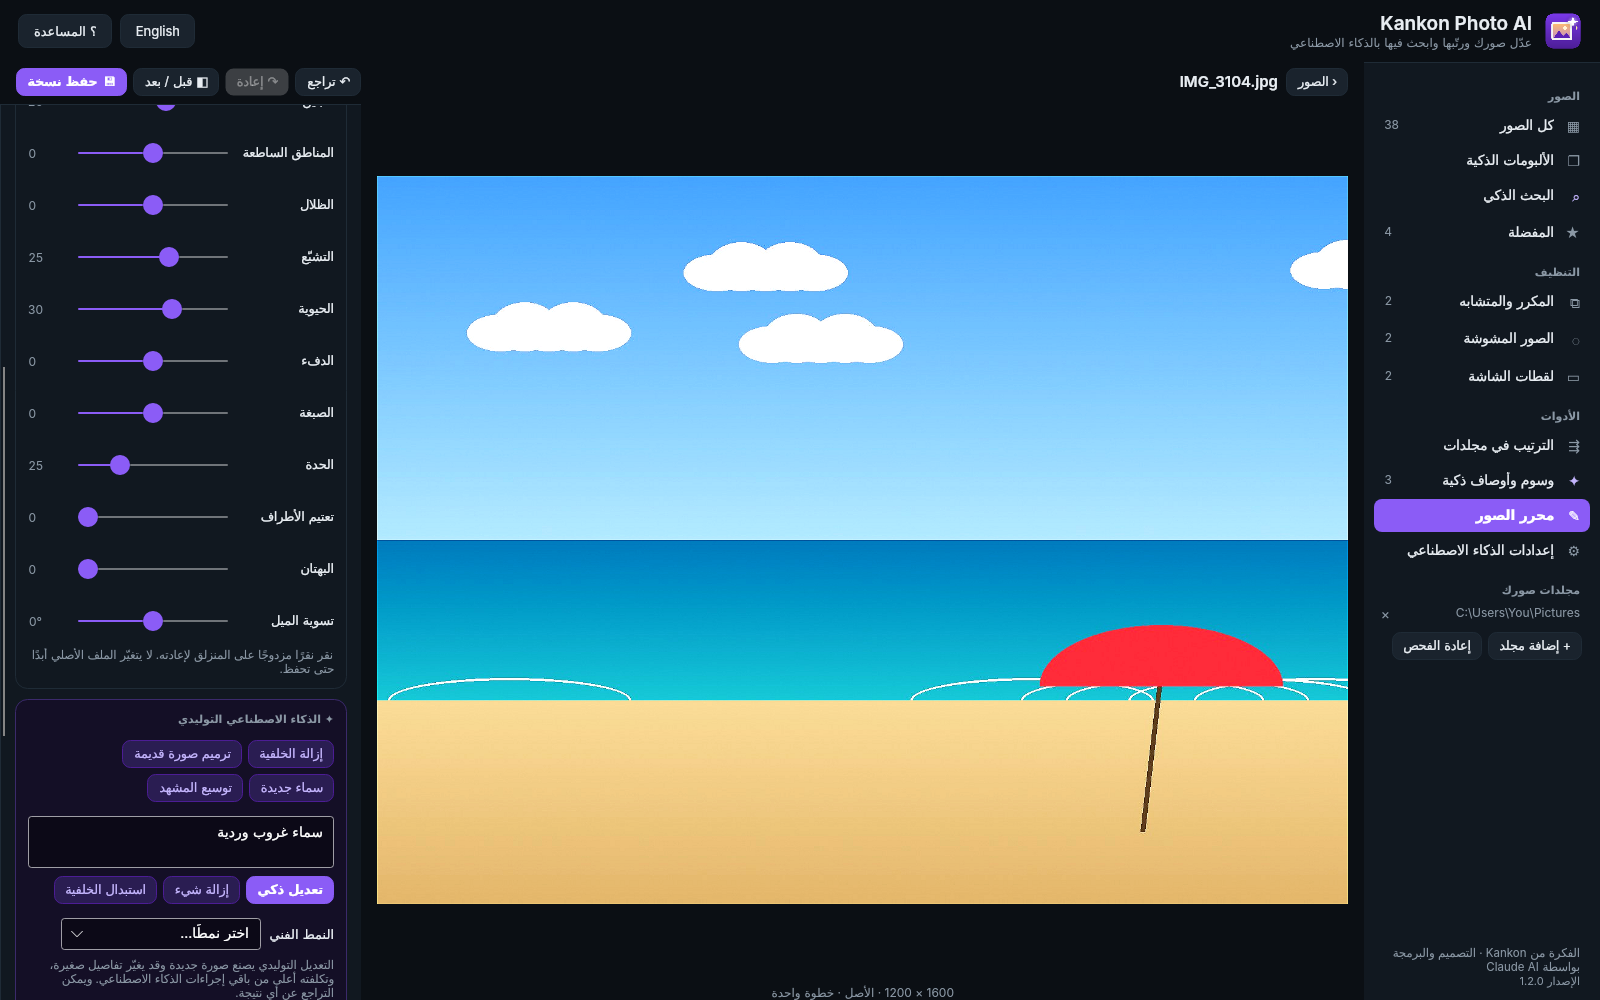 Kankon Photo AI
عدّل صورك ورتّبها وابحث فيها بالذكاء الاصطناعي
English
؟ المساعدة
الصور
كل الصور 38
الألبومات الذكية
البحث الذكي
المفضلة 4
التنظيف
المكرر والمتشابه 2
الصور المشوشة 2
لقطات الشاشة 2
الأدوات
الترتيب في مجلدات
وسوم وأوصاف ذكية 3
محرر الصور
إعدادات الذكاء الاصطناعي
مجلدات صورك
C:\Users\You\Pictures ×
+ إضافة مجلد
إعادة الفحص
الفكرة من Kankon · التصميم والبرمجة
بواسطة Claude AI
الإصدار 1.2.0
‹ الصور
IMG_3104.jpg
1600 × 1200 · الأصل · خطوة واحدة
تراجع
إعادة
قبل / بعد
حفظ نسخة
المناطق الساطعة 0
الظلال 0
التشبّع 25
الحيوية 30
الدفء 0
الصبغة 0
الحدة 25
تعتيم الأطراف 0
البهتان 0
تسوية الميل 0°
نقر نقرًا مزدوجًا على المنزلق لإعادته. لا يتغيّر الملف الأصلي أبدًا
حتى تحفظ.
الذكاء الاصطناعي التوليدي
إزالة الخلفية
ترميم صورة قديمة
سماء جديدة
توسيع المشهد
سماء غروب وردية
تعديل ذكي
إزالة شيء
استبدال الخلفية
النمط الفني
اختر نمطًا...
التعديل التوليدي يصنع صورة جديدة وقد يغيّر تفاصيل صغيرة،
وتكلفته أعلى من باقي إجراءات الذكاء الاصطناعي. ويمكن
التراجع عن أي نتيجة.